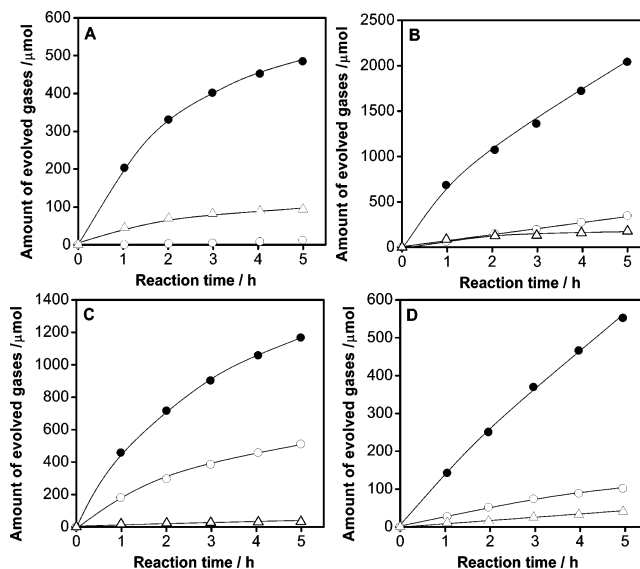 A
Amount of evolved gases /μmol
600
500
400
300
200
100
0
0 1 2 3 4 5
Reaction time / h
B
Amount of evolved gases /μmol
2500
2000
1500
1000
500
0
0 1 2 3 4 5
Reaction time / h
C
Amount of evolved gases /μmol
1400
1200
1000
800
600
400
200
0
0 1 2 3 4 5
Reaction time / h
D
Amount of evolved gases /μmol
600
500
400
300
200
100
0
0 1 2 3 4 5
Reaction time / h